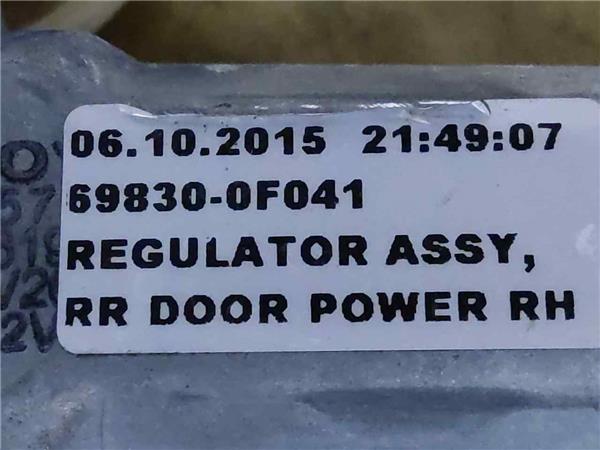 06.10.2015 21:49:07
69830-0F041
REGULATOR ASSY,
RR DOOR POWER RH